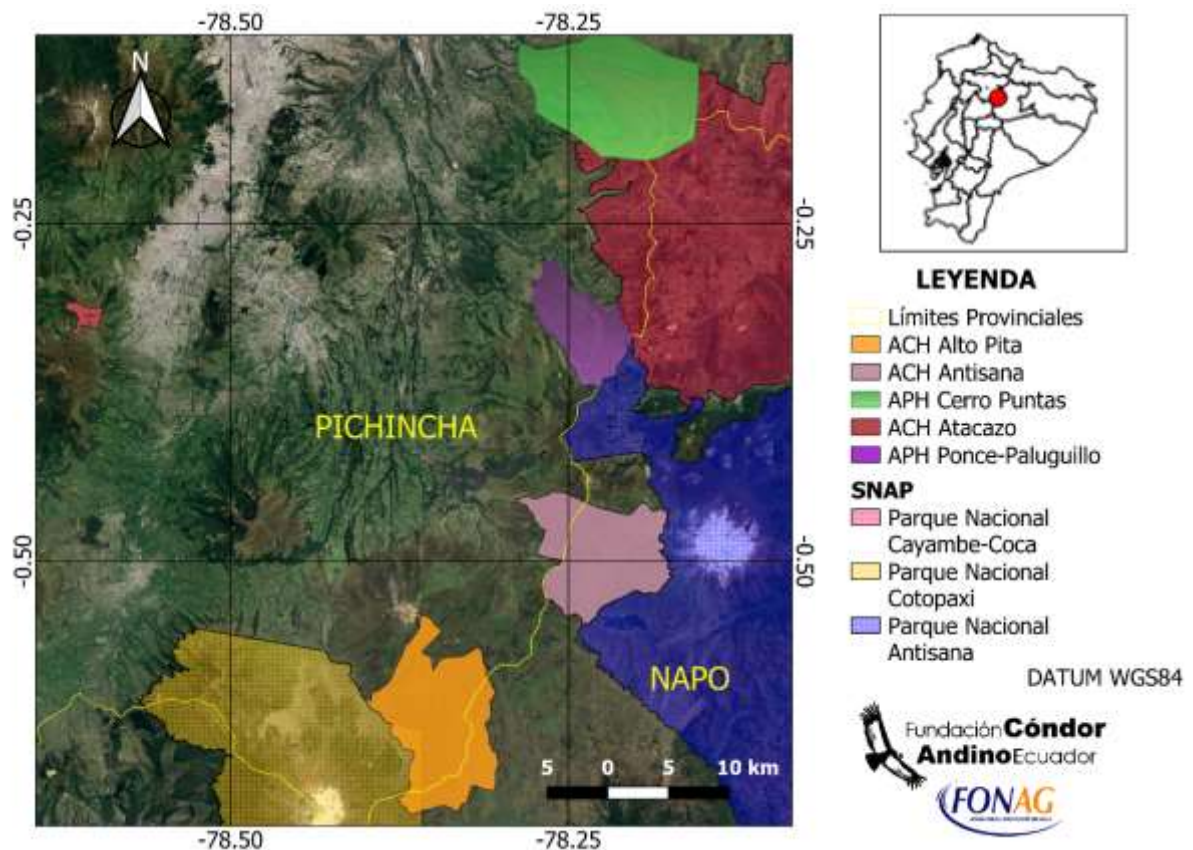 -78.50
-78.25
N
-0.25
-0.25
PICHINCHA
-0.50
-0.50
NAPO
5 0 5 10 km
-78.50
-78.25
LEYENDA
Límites Provinciales
ACH Alto Pita
ACH Antisana
APH Cerro Puntas
ACH Atacazo
APH Ponce-Paluguillo
SNAP
Parque Nacional
Cayambe-Coca
Parque Nacional
Cotopaxi
Parque Nacional
Antisana
DATUM WGS84
Fundación Cóndor
Andino Ecuador
FONAG